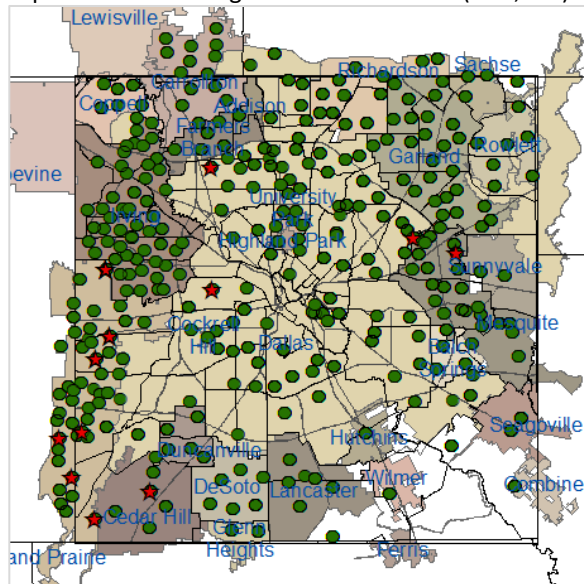 Lewisville
Richardson
Sachse
Carrollton
Coppell
Addison
Farmers
Branch
Garland
Rowlett
evine
University
Park
Irving
Highland Park
Sunnyvale
Cockrell
Hill
Dallas
Mesquite
Balch
Springs
Seagoville
Hutchins
Duncanville
Wilmer
DeSoto
Lancaster
Combine
Cedar Hill
Glenn
Heights
Ferris
and Prairie